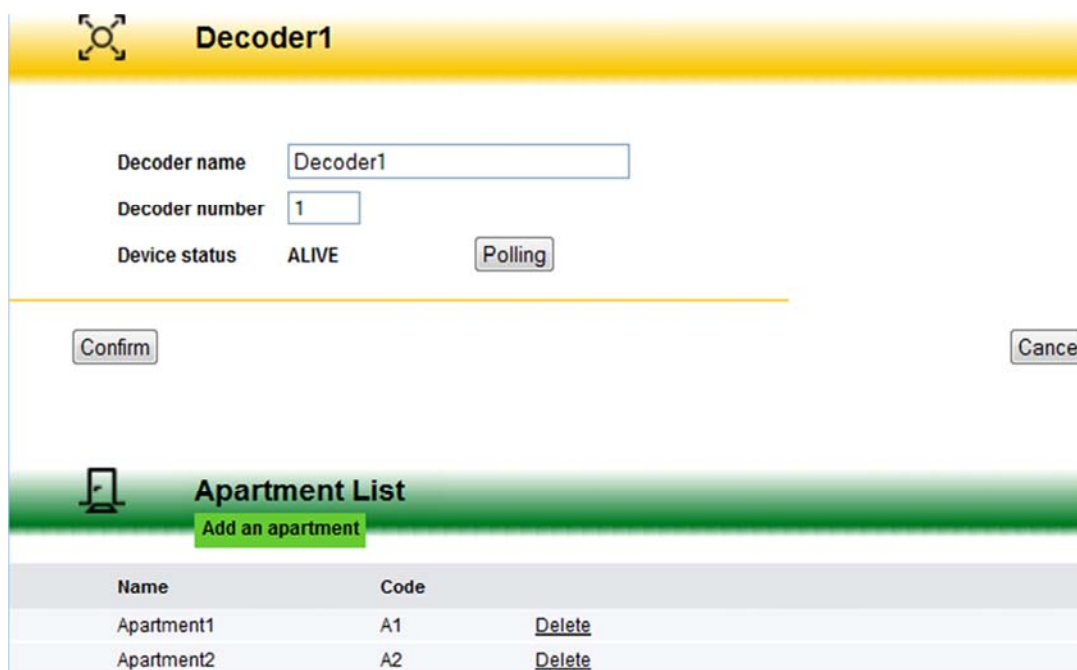 Decoder1
Decoder name Decoder1
Decoder number 1
Device status ALIVE Polling
Confirm Cance
Apartment List
Add an apartment
Name Code
Apartment1 A1 Delete
Apartment2 A2 Delete